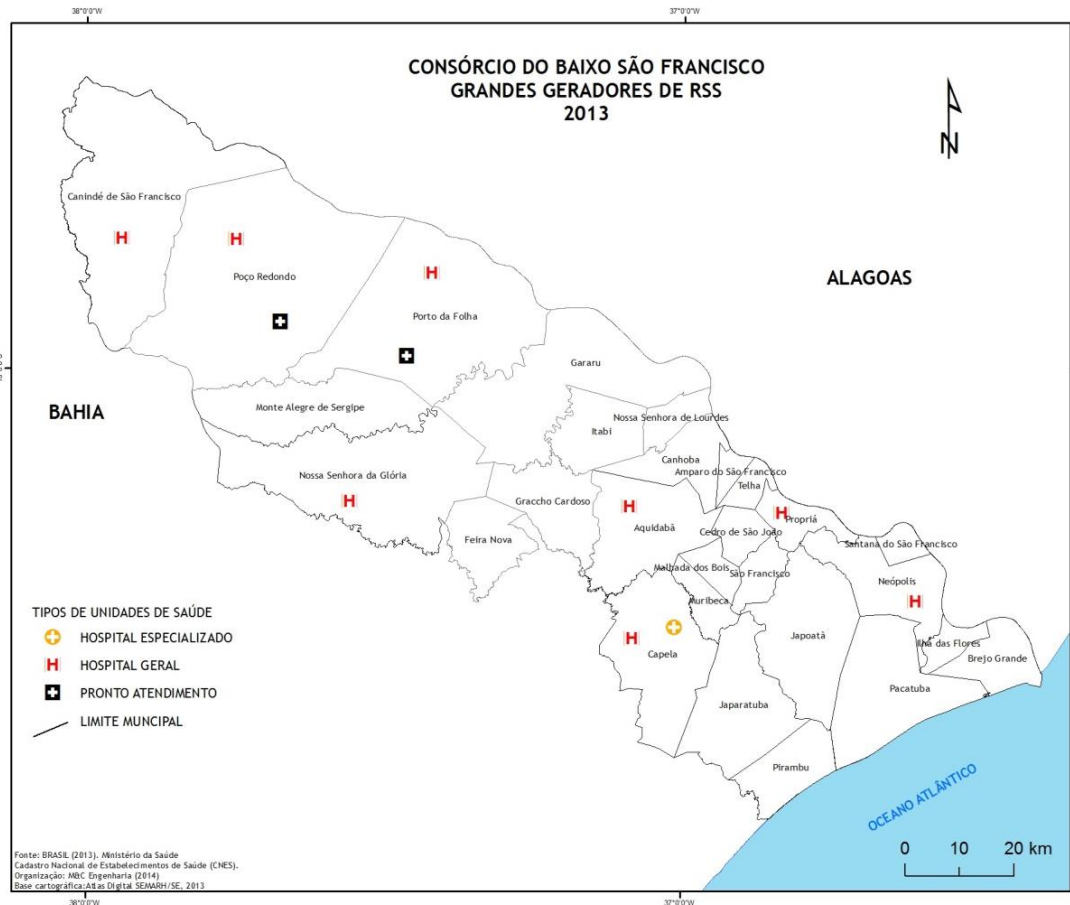 38°0'0"W
37°0'0"W
CONSÓRCIO DO BAIXO SÃO FRANCISCO
GRANDES GERADORES DE RSS
2013
N
Canindé de São Francisco
H
H
Poço Redondo
H
ALAGOAS
Porto da Folha
Gararu
BAHIA
Monte Alegre de Sergipe
Nossa Senhora de Lourdes
Itabi
Canhoba
Amparo do São Francisco
Nossa Senhora da Glória
Telha
H
Graccho Cardoso
H
H
Propriá
Aquidabã
Cedro de São João
Feira Nova
Santana do São Francisco
Malhada dos Bois
São Francisco
Neópolis
Muribeca
H
H
Japoatã
Ilha das Flores
Capela
Brejo Grande
Pacatuba
Japaratuba
Pirambu
TIPOS DE UNIDADES DE SAÚDE
HOSPITAL ESPECIALIZADO
H HOSPITAL GERAL
PRONTO ATENDIMENTO
LIMITE MUNCIPAL
OCEANO ATLÂNTICO
0 10 20 km
Fonte: BRASIL (2013). Ministério da Saúde
Cadastro Nacional de Estabelecimentos de Saúde (CNES).
Organização: M&C Engenharia (2014)
Base cartográfica:Atlas Digital SEMARH/SE, 2013
38°0'0"W
37°0'0"W